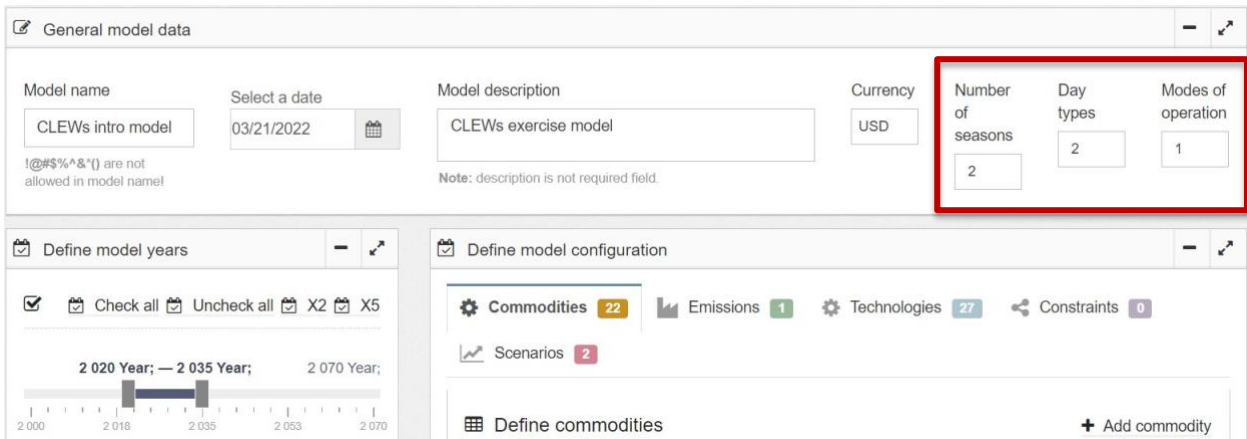 General model data
Model name
Select a date
Model description
Currency
Number of seasons
Day types
Modes of operation
CLEWs intro model
03/21/2022
CLEWs exercise model
USD
2
2
1
!@#$%^&*() are not
allowed in model name!
Note: description is not required field.
Define model years
Define model configuration
Check all Uncheck all X2 X5
Commodities 22 Emissions 1 Technologies 27 Constraints 0
Scenarios 2
2 020 Year; — 2 035 Year; 2 070 Year;
2 000 2 018 2 035 2 053 2 070
Define commodities
+ Add commodity